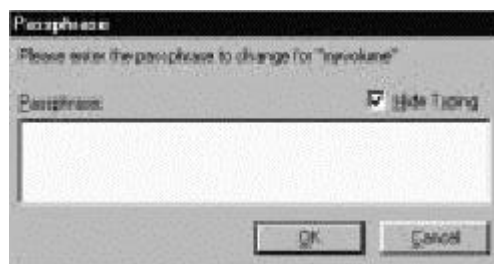 Passphrase
Please enter the passphrase to change for "newvolume"
Passphrase:
Hide Typing
OK
Cancel